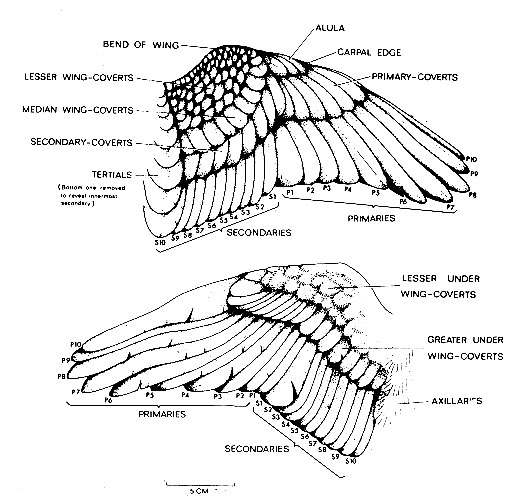 ALULA
BEND OF WING
CARPAL EDGE
LESSER WING-COVERTS
PRIMARY-COVERTS
MEDIAN WING-COVERTS
SECONDARY-COVERTS
TERTIALS
(Bottom one removed
to reveal innermost
secondary)
P10
P9
P8
P7
P6
P5
P4
P3
P2
P1
PRIMARIES
S1
S2
S3
S4
S5
S6
S7
S8
S9
S10
SECONDARIES
LESSER UNDER
WING-COVERTS
GREATER UNDER
WING-COVERTS
AXILLAR'S
P10
P9
P8
P7
P6
P5
P4
P3
P2
P1
PRIMARIES
S1
S2
S3
S4
S5
S6
S7
S8
S9
S10
SECONDARIES
5 CM